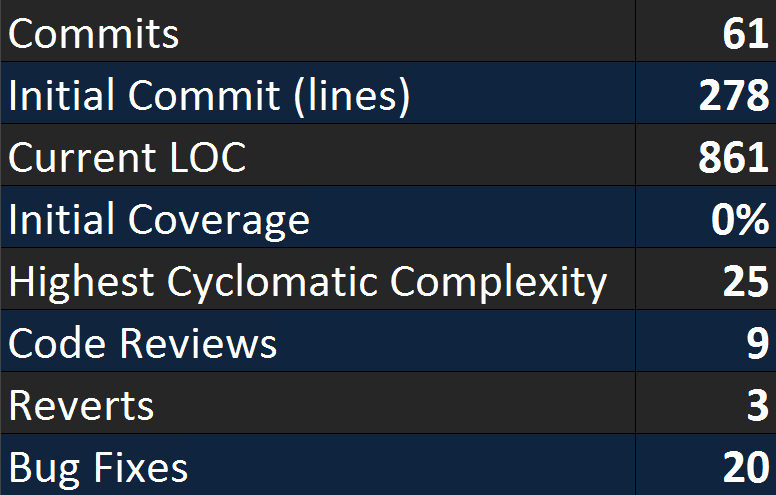 Commits 61
Initial Commit (lines) 278
Current LOC 861
Initial Coverage 0%
Highest Cyclomatic Complexity 25
Code Reviews 9
Reverts 3
Bug Fixes 20